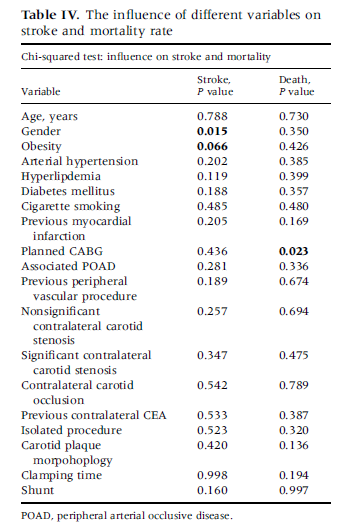 Table IV. The influence of different variables on
stroke and mortality rate
Chi-squared test: influence on stroke and mortality
Variable Stroke, P value Death, P value
Age, years 0.788 0.730
Gender 0.015 0.350
Obesity 0.066 0.426
Arterial hypertension 0.202 0.385
Hyperlipdemia 0.119 0.399
Diabetes mellitus 0.188 0.357
Cigarette smoking 0.485 0.480
Previous myocardial 0.205 0.169
infarction
Planned CABG 0.436 0.023
Associated POAD 0.281 0.336
Previous peripheral 0.189 0.674
vascular procedure
Nonsignificant 0.257 0.694
contralateral carotid
stenosis
Significant contralateral 0.347 0.475
carotid stenosis
Contralateral carotid 0.542 0.789
occlusion
Previous contralateral CEA 0.533 0.387
Isolated procedure 0.523 0.320
Carotid plaque 0.420 0.136
morpohoplogy
Clamping time 0.998 0.194
Shunt 0.160 0.997
POAD, peripheral arterial occlusive disease.